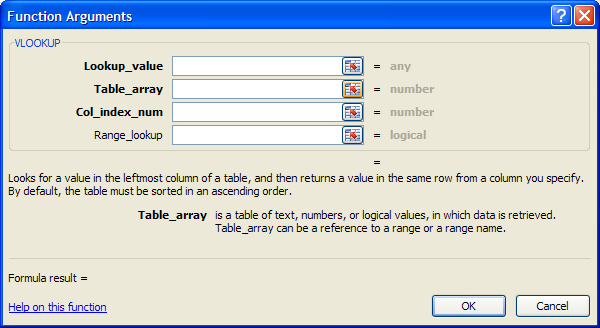 Function Arguments
VLOOKUP
Lookup_value = any
Table_array = number
Col_index_num = number
Range_lookup = logical
=
Looks for a value in the leftmost column of a table, and then returns a value in the same row from a column you specify.
By default, the table must be sorted in an ascending order.
Table_array is a table of text, numbers, or logical values, in which data is retrieved.
Table_array can be a reference to a range or a range name.
Formula result =
Help on this function
OK Cancel